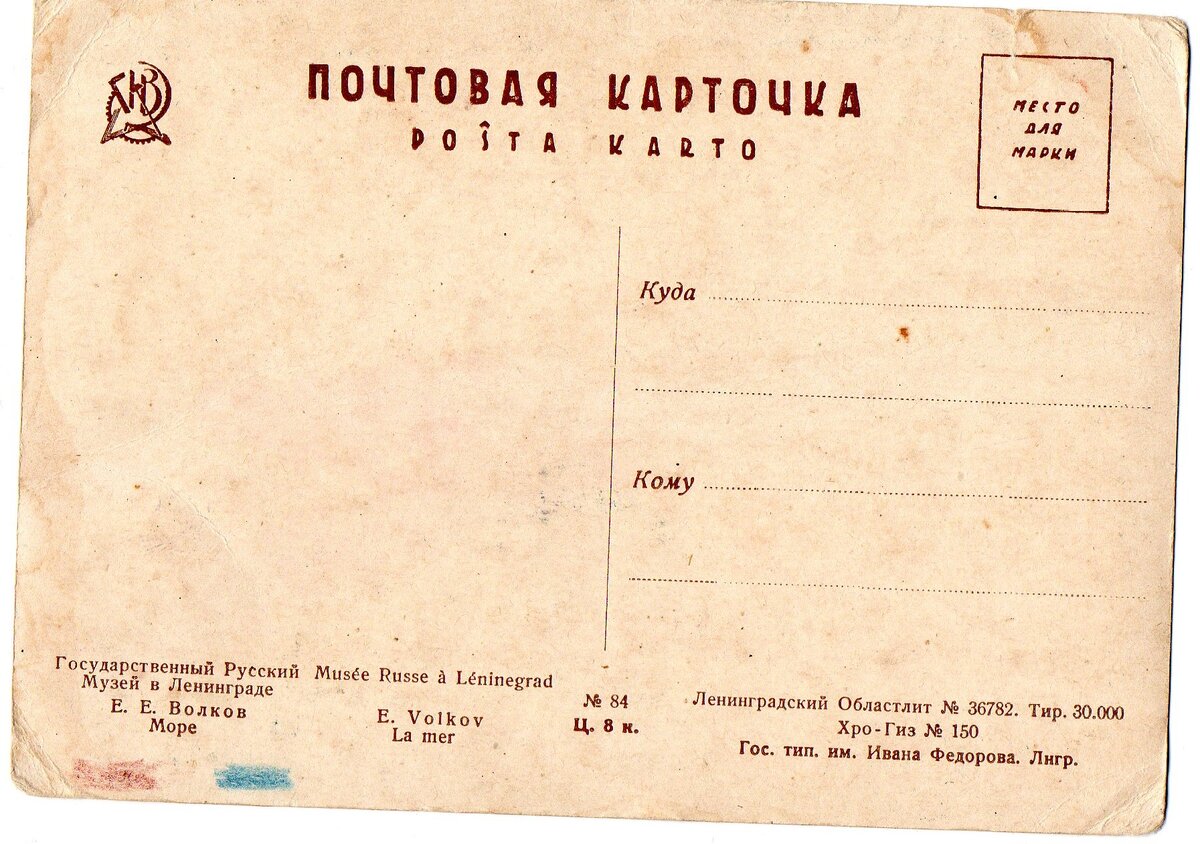 ПОЧТОВАЯ КАРТОЧКА
POŜTA KARTO
МЕСТО
ДЛЯ
МАРКИ
Куда
Кому
Государственный Русский
Музей в Ленинграде
Е. Е. Волков
Море
Musée Russe à Léninegrad
E. Volkov
La mer
№ 84
Ц. 8 к.
Ленинградский Областлит № 36782. Тир. 30.000
Хро-Гиз № 150
Гос. тип. им. Ивана Федорова. Лнгр.